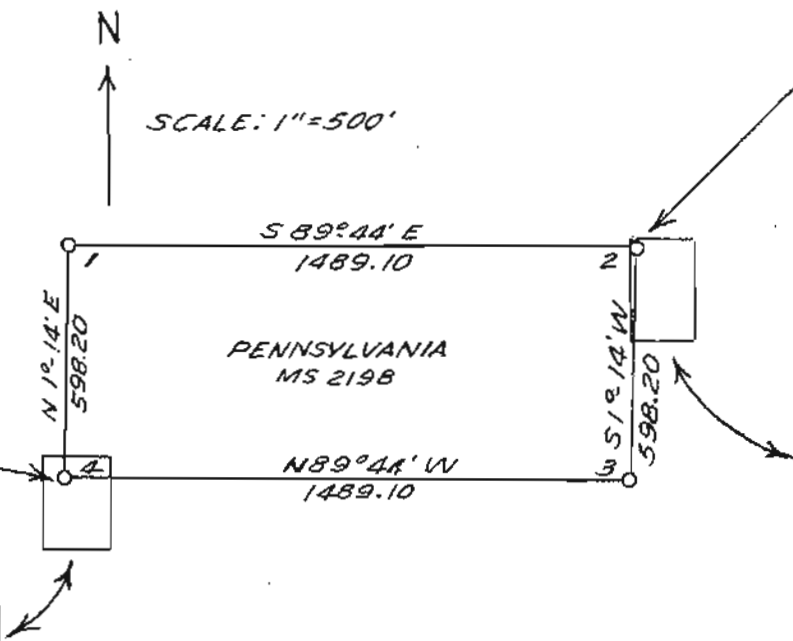 N
SCALE: 1"=500'
S 89°44' E
1489.10
1
2
N 1°14' E
598.20
PENNSYLVANIA
MS 2198
S 1°14' W
598.20
4
N 89°44' W
1489.10
3